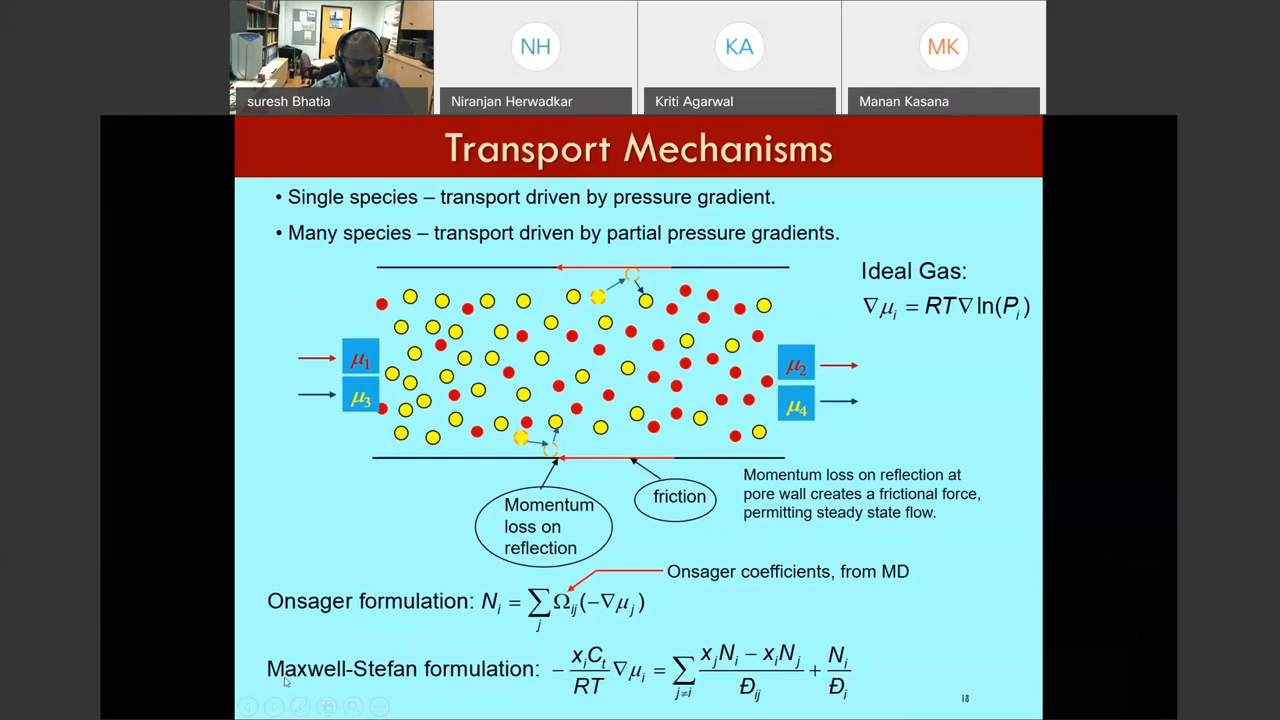 NH
KA
MK
suresh Bhatia
Niranjan Herwadkar
Kriti Agarwal
Manan Kasana
Transport Mechanisms
• Single species – transport driven by pressure gradient.
• Many species – transport driven by partial pressure gradients.
Ideal Gas:
∇μᵢ = RT∇ln(Pᵢ)
μ₁
μ₃
μ₂
μ₄
Momentum
loss on
reflection
friction
Momentum loss on reflection at
pore wall creates a frictional force,
permitting steady state flow.
Onsager coefficients, from MD
Onsager formulation: Nᵢ = ∑ⱼ Ωᵢⱼ(−∇μⱼ)
Maxwell-Stefan formulation: − (xᵢCₜ/RT) ∇μᵢ = ∑ⱼ≠ᵢ (xⱼNᵢ − xᵢNⱼ)/Đᵢⱼ + Nᵢ/Đᵢ
18